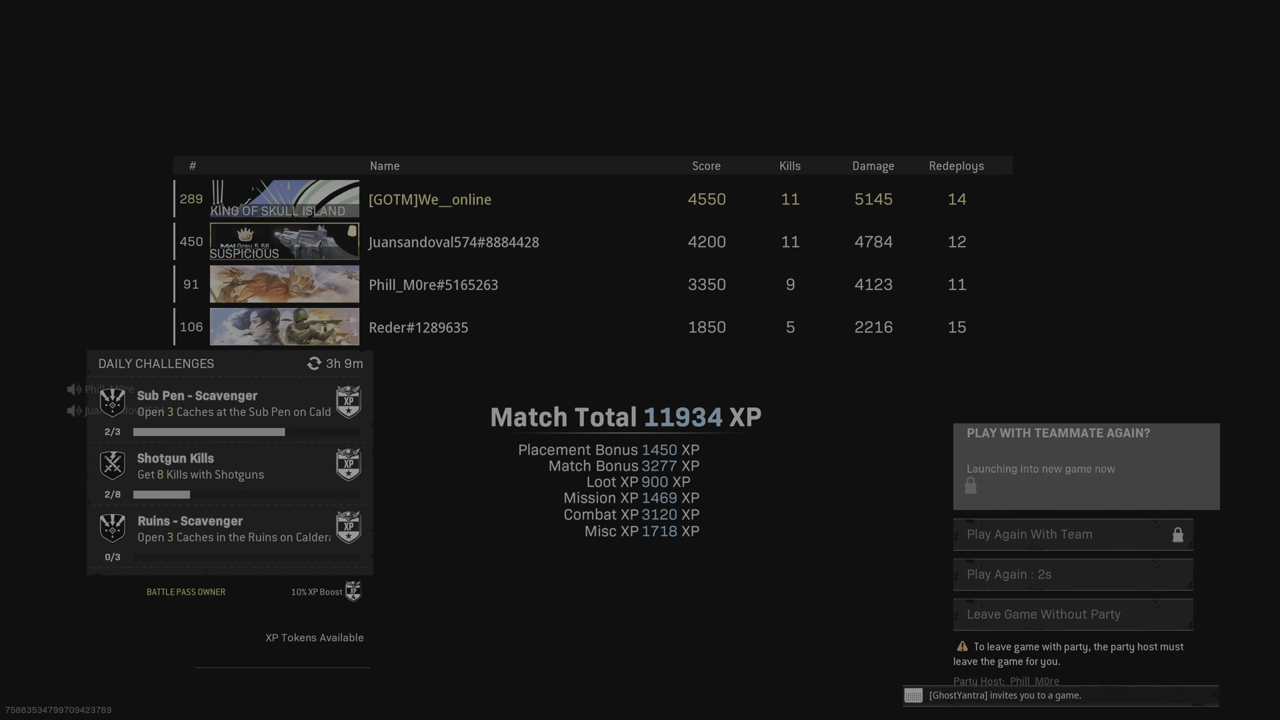 # Name Score Kills Damage Redeploys
289 KING OF SKULL ISLAND [GOTM]We__online 4550 11 5145 14
450 SUSPICIOUS Juansandoval574#8884428 4200 11 4784 12
91 Phill_M0re#5165263 3350 9 4123 11
106 Reder#1289635 1850 5 2216 15
DAILY CHALLENGES 3h 9m
Sub Pen - Scavenger
Open 3 Caches at the Sub Pen on Cald
2/3
Shotgun Kills
Get 8 Kills with Shotguns
2/8
Ruins - Scavenger
Open 3 Caches in the Ruins on Caldera
0/3
XP
XP
XP
BATTLE PASS OWNER 10% XP Boost XP
XP Tokens Available
Match Total 11934 XP
Placement Bonus 1450 XP
Match Bonus 3277 XP
Loot XP 900 XP
Mission XP 1469 XP
Combat XP 3120 XP
Misc XP 1718 XP
PLAY WITH TEAMMATE AGAIN?
Launching into new game now
Play Again With Team
Play Again : 2s
Leave Game Without Party
To leave game with party, the party host must
leave the game for you.
Party Host: Phill_M0re
[GhostYantra] invites you to a game.
75883534799709423789